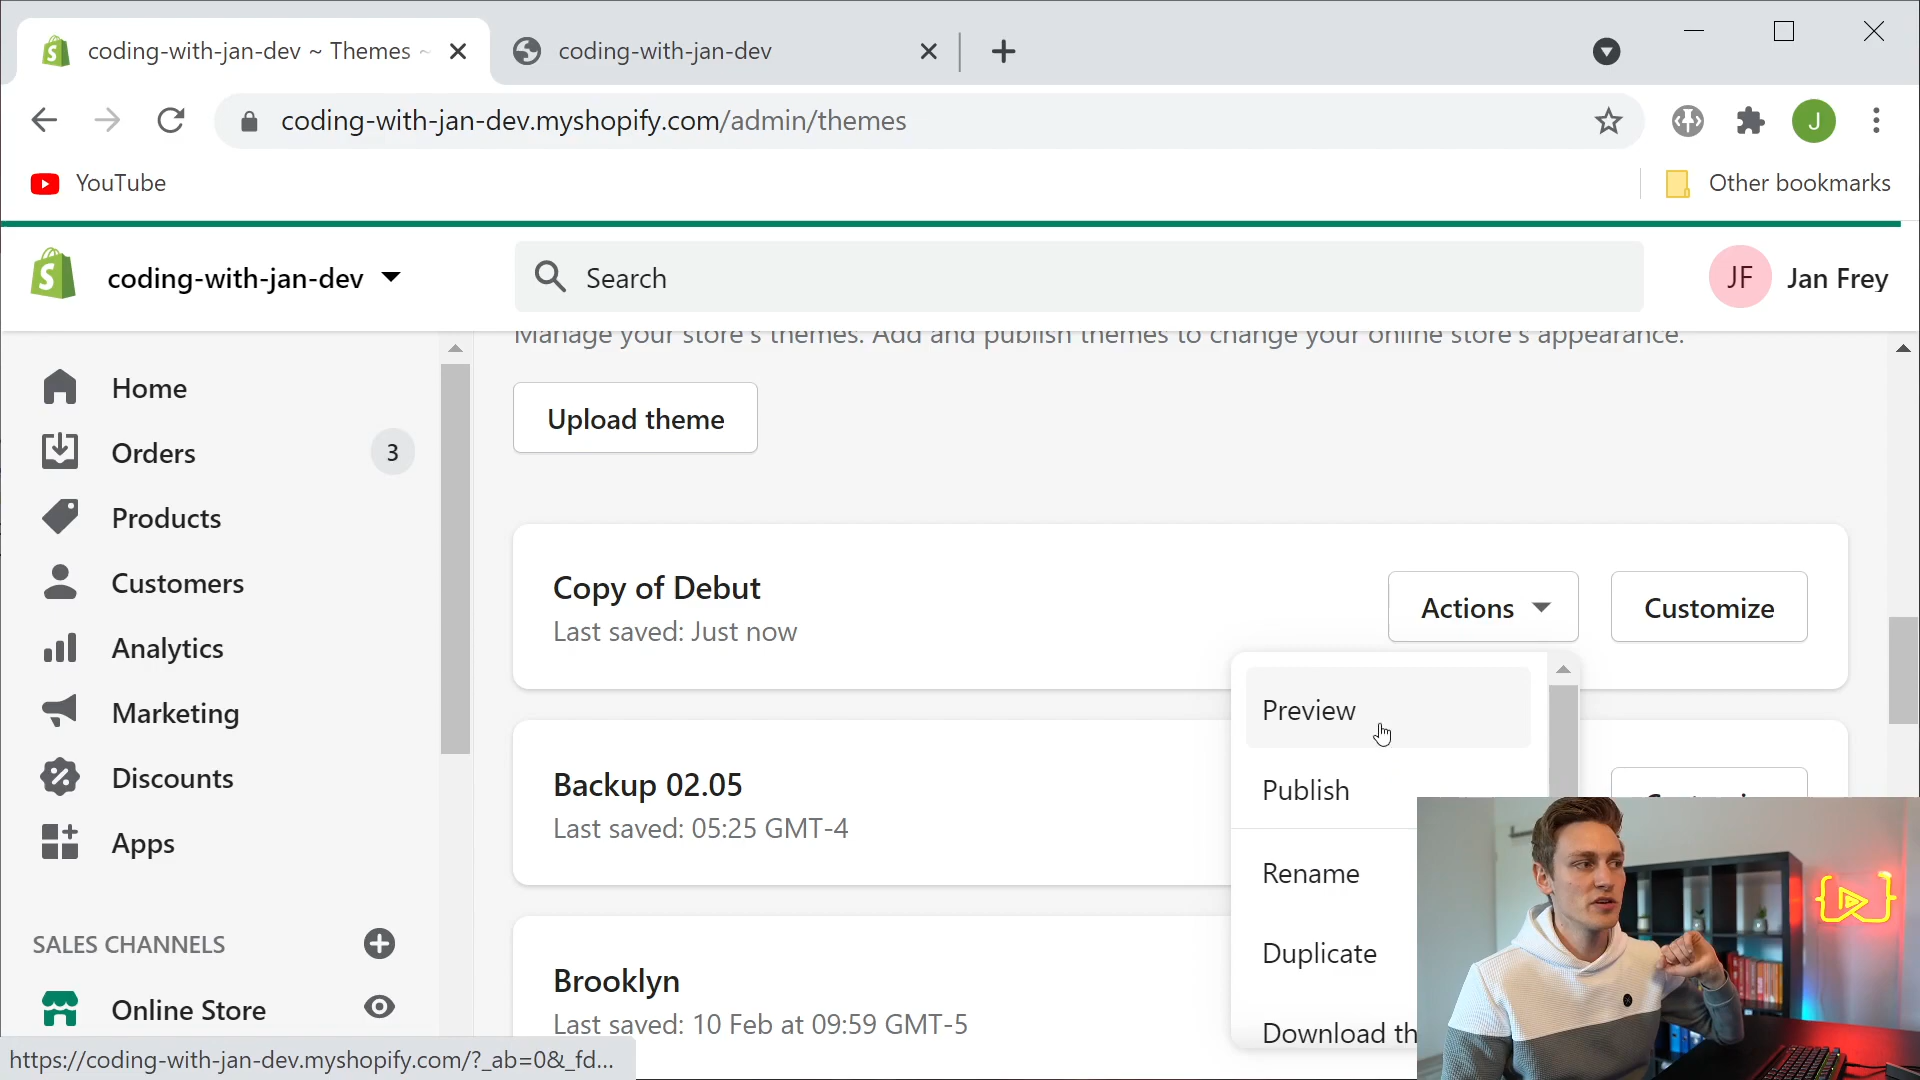 coding-with-jan-dev ~ Themes ~
coding-with-jan-dev
coding-with-jan-dev.myshopify.com/admin/themes
J
YouTube
Other bookmarks
coding-with-jan-dev
Search
JF
Jan Frey
Manage your store's themes. Add and publish themes to change your online store's appearance.
Home
Orders
3
Products
Customers
Analytics
Marketing
Discounts
Apps
SALES CHANNELS
Online Store
Upload theme
Copy of Debut
Last saved: Just now
Actions
Customize
Preview
Publish
Rename
Duplicate
Download th
Backup 02.05
Last saved: 05:25 GMT-4
Brooklyn
Last saved: 10 Feb at 09:59 GMT-5
https://coding-with-jan-dev.myshopify.com/?_ab=0&_fd...